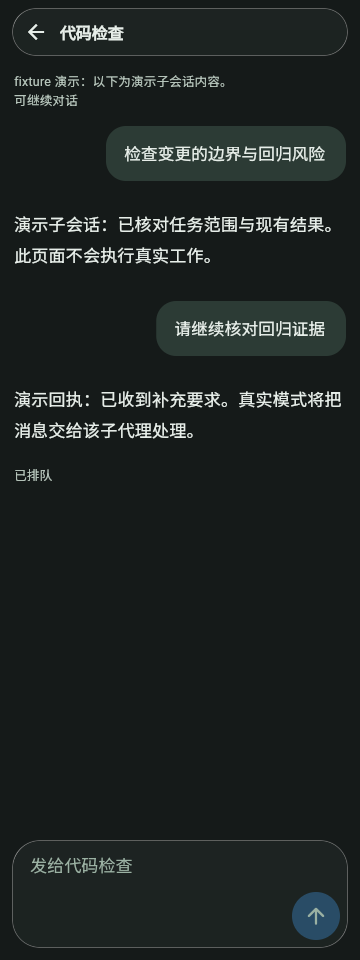 代码检查
fixture 演示：以下为演示子会话内容。
可继续对话
检查变更的边界与回归风险
演示子会话：已核对任务范围与现有结果。
此页面不会执行真实工作。
请继续核对回归证据
演示回执：已收到补充要求。真实模式将把
消息交给该子代理处理。
已排队
发给代码检查